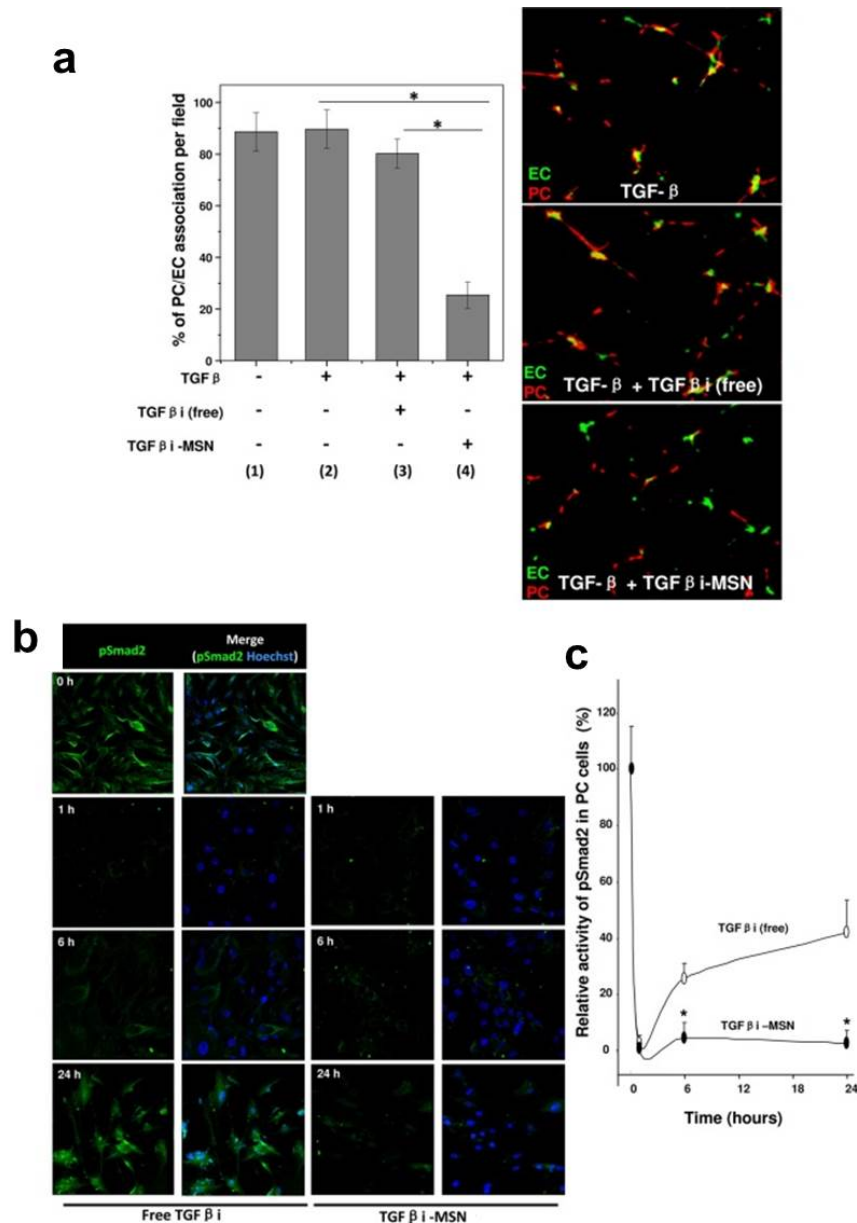 a
% of PC/EC association per field
100
80
60
40
20
0
*
*
TGF β - + + +
TGF β i (free) - - + -
TGF β i -MSN - - - +
(1) (2) (3) (4)
EC
PC
TGF- β
EC
PC
TGF- β + TGF β i (free)
EC
PC
TGF- β + TGF β i-MSN
b
pSmad2
Merge
(pSmad2 Hoechst)
0 h
1 h
1 h
6 h
6 h
24 h
24 h
Free TGF β i
TGF β i -MSN
c
Relative activity of pSmad2 in PC cells (%)
120
100
80
60
40
20
0
TGF β i (free)
*
TGF β i –MSN
*
0 6 12 18 24
Time (hours)